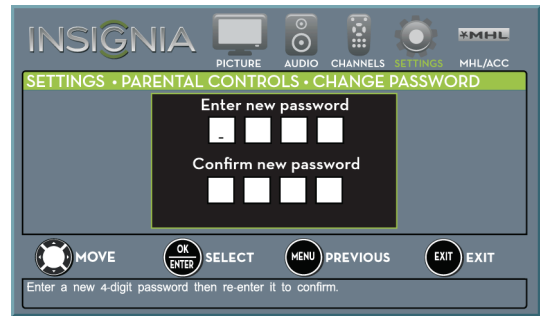 INSIGNIA
PICTURE AUDIO CHANNELS SETTINGS MHL MHL/ACC
SETTINGS • PARENTAL CONTROLS • CHANGE PASSWORD
Enter new password
_
Confirm new password
MOVE OK ENTER SELECT MENU PREVIOUS EXIT EXIT
Enter a new 4-digit password then re-enter it to confirm.